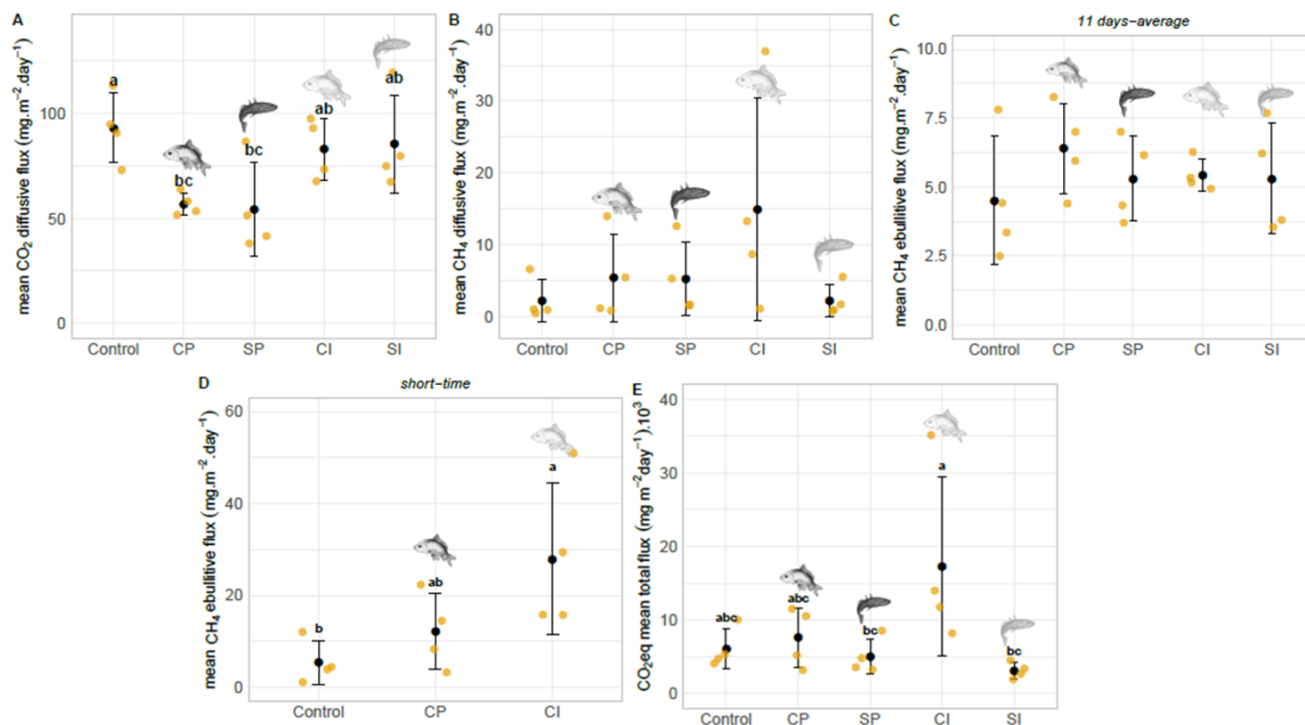 A
mean CO2 diffusive flux (mg.m−2.day−1)
100
50
0
a
bc
bc
ab
ab
Control CP SP CI SI
B
mean CH4 diffusive flux (mg.m−2.day−1)
40
30
20
10
0
Control CP SP CI SI
C
11 days−average
mean CH4 ebullitive flux (mg.m−2.day−1)
10.0
7.5
5.0
2.5
0.0
Control CP SP CI SI
D
short−time
mean CH4 ebullitive flux (mg.m−2.day−1)
60
40
20
0
b
ab
a
Control CP CI
E
CO2eq mean total flux (mg m−2day−1).103
40
30
20
10
0
abc
abc
bc
a
bc
Control CP SP CI SI